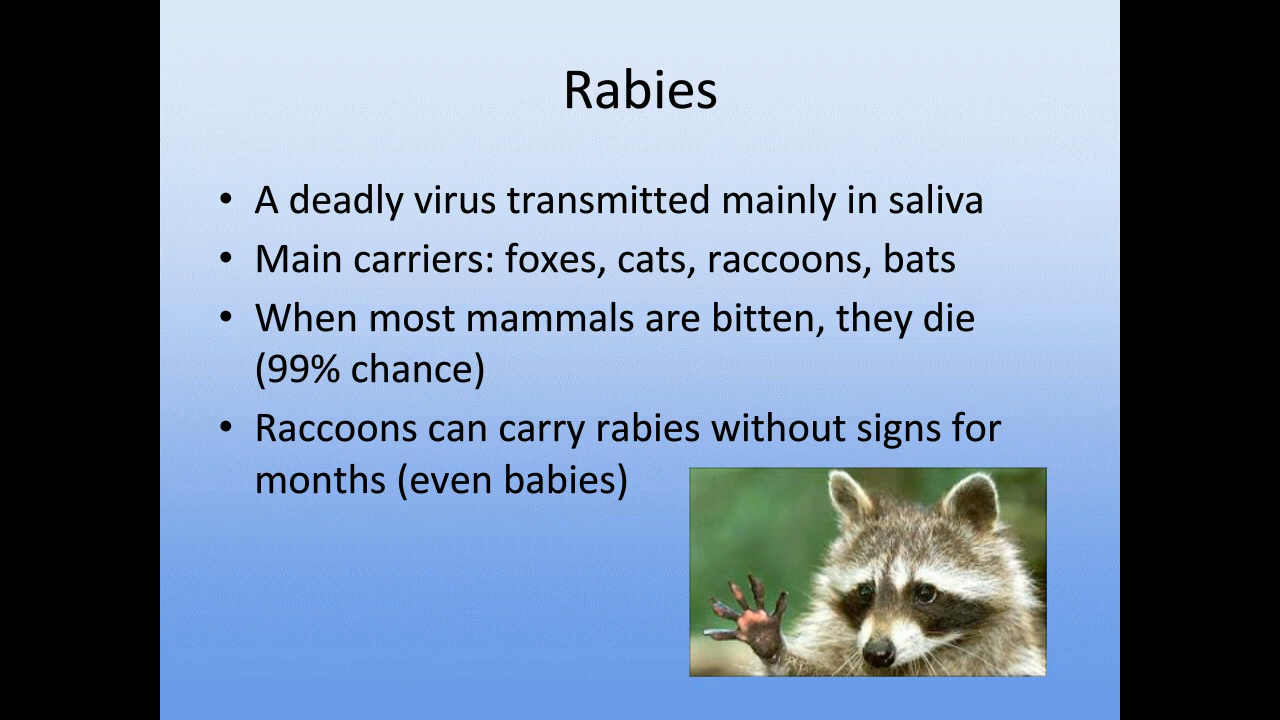 Rabies
• A deadly virus transmitted mainly in saliva
• Main carriers: foxes, cats, raccoons, bats
• When most mammals are bitten, they die
(99% chance)
• Raccoons can carry rabies without signs for
months (even babies)